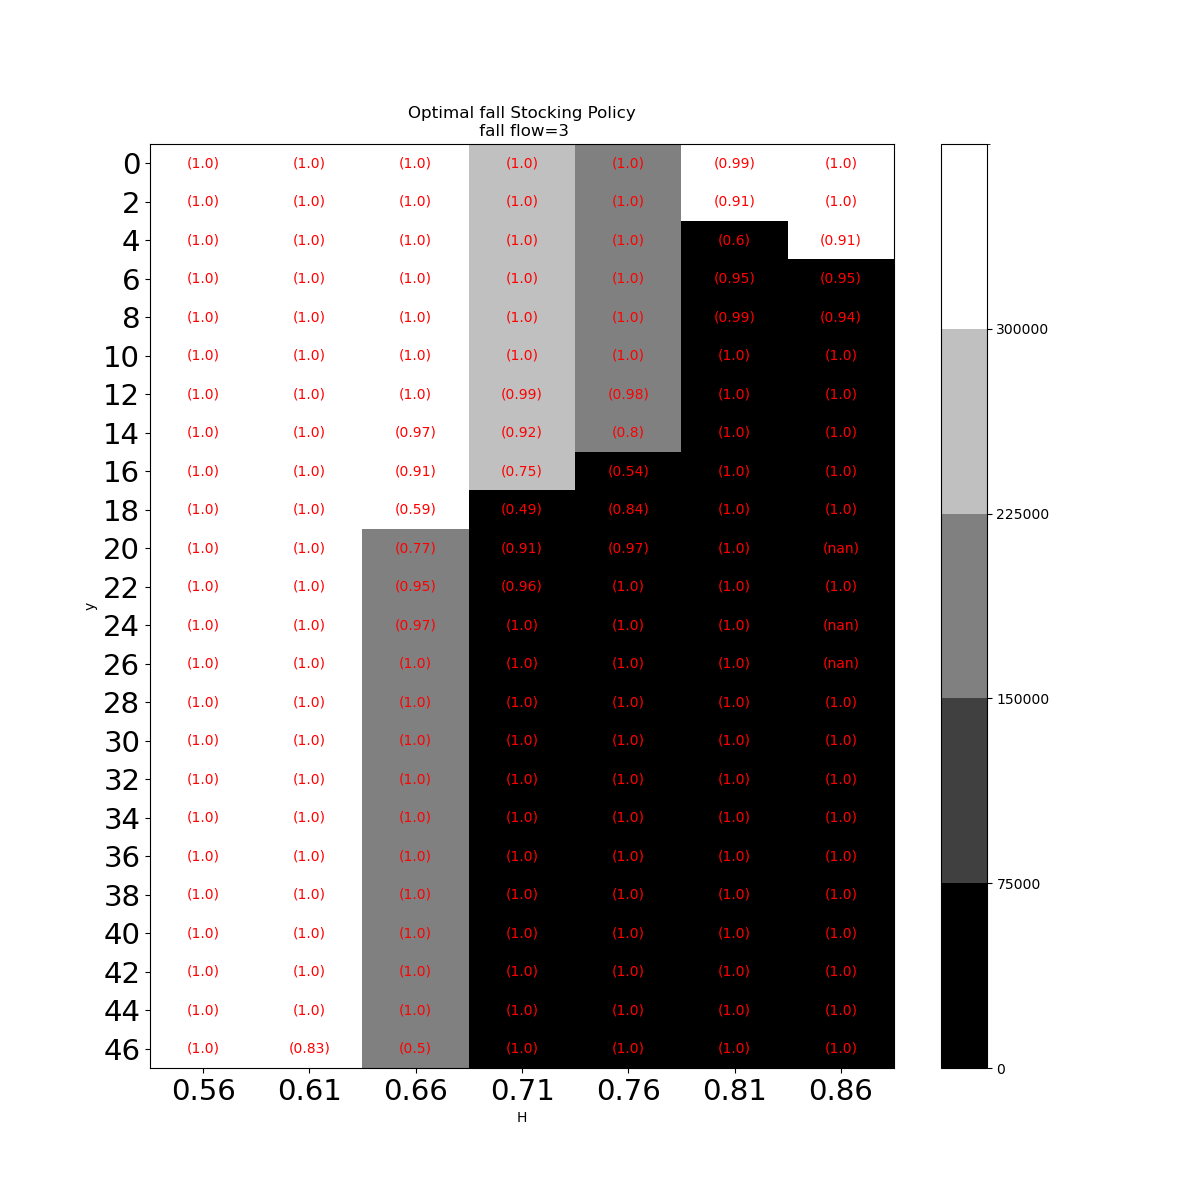 Optimal fall Stocking Policy
fall flow=3
0 (1.0) (1.0) (1.0) (1.0) (1.0) (0.99) (1.0)
2 (1.0) (1.0) (1.0) (1.0) (1.0) (0.91) (1.0)
4 (1.0) (1.0) (1.0) (1.0) (1.0) (0.6) (0.91)
6 (1.0) (1.0) (1.0) (1.0) (1.0) (0.95) (0.95)
8 (1.0) (1.0) (1.0) (1.0) (1.0) (0.99) (0.94)
10 (1.0) (1.0) (1.0) (1.0) (1.0) (1.0) (1.0)
12 (1.0) (1.0) (1.0) (0.99) (0.98) (1.0) (1.0)
14 (1.0) (1.0) (0.97) (0.92) (0.8) (1.0) (1.0)
16 (1.0) (1.0) (0.91) (0.75) (0.54) (1.0) (1.0)
18 (1.0) (1.0) (0.59) (0.49) (0.84) (1.0) (1.0)
20 (1.0) (1.0) (0.77) (0.91) (0.97) (1.0) (nan)
22 (1.0) (1.0) (0.95) (0.96) (1.0) (1.0) (1.0)
24 (1.0) (1.0) (0.97) (1.0) (1.0) (1.0) (nan)
26 (1.0) (1.0) (1.0) (1.0) (1.0) (1.0) (nan)
28 (1.0) (1.0) (1.0) (1.0) (1.0) (1.0) (1.0)
30 (1.0) (1.0) (1.0) (1.0) (1.0) (1.0) (1.0)
32 (1.0) (1.0) (1.0) (1.0) (1.0) (1.0) (1.0)
34 (1.0) (1.0) (1.0) (1.0) (1.0) (1.0) (1.0)
36 (1.0) (1.0) (1.0) (1.0) (1.0) (1.0) (1.0)
38 (1.0) (1.0) (1.0) (1.0) (1.0) (1.0) (1.0)
40 (1.0) (1.0) (1.0) (1.0) (1.0) (1.0) (1.0)
42 (1.0) (1.0) (1.0) (1.0) (1.0) (1.0) (1.0)
44 (1.0) (1.0) (1.0) (1.0) (1.0) (1.0) (1.0)
46 (1.0) (0.83) (0.5) (1.0) (1.0) (1.0) (1.0)
0.56 0.61 0.66 0.71 0.76 0.81 0.86
H
y
300000
225000
150000
75000
0